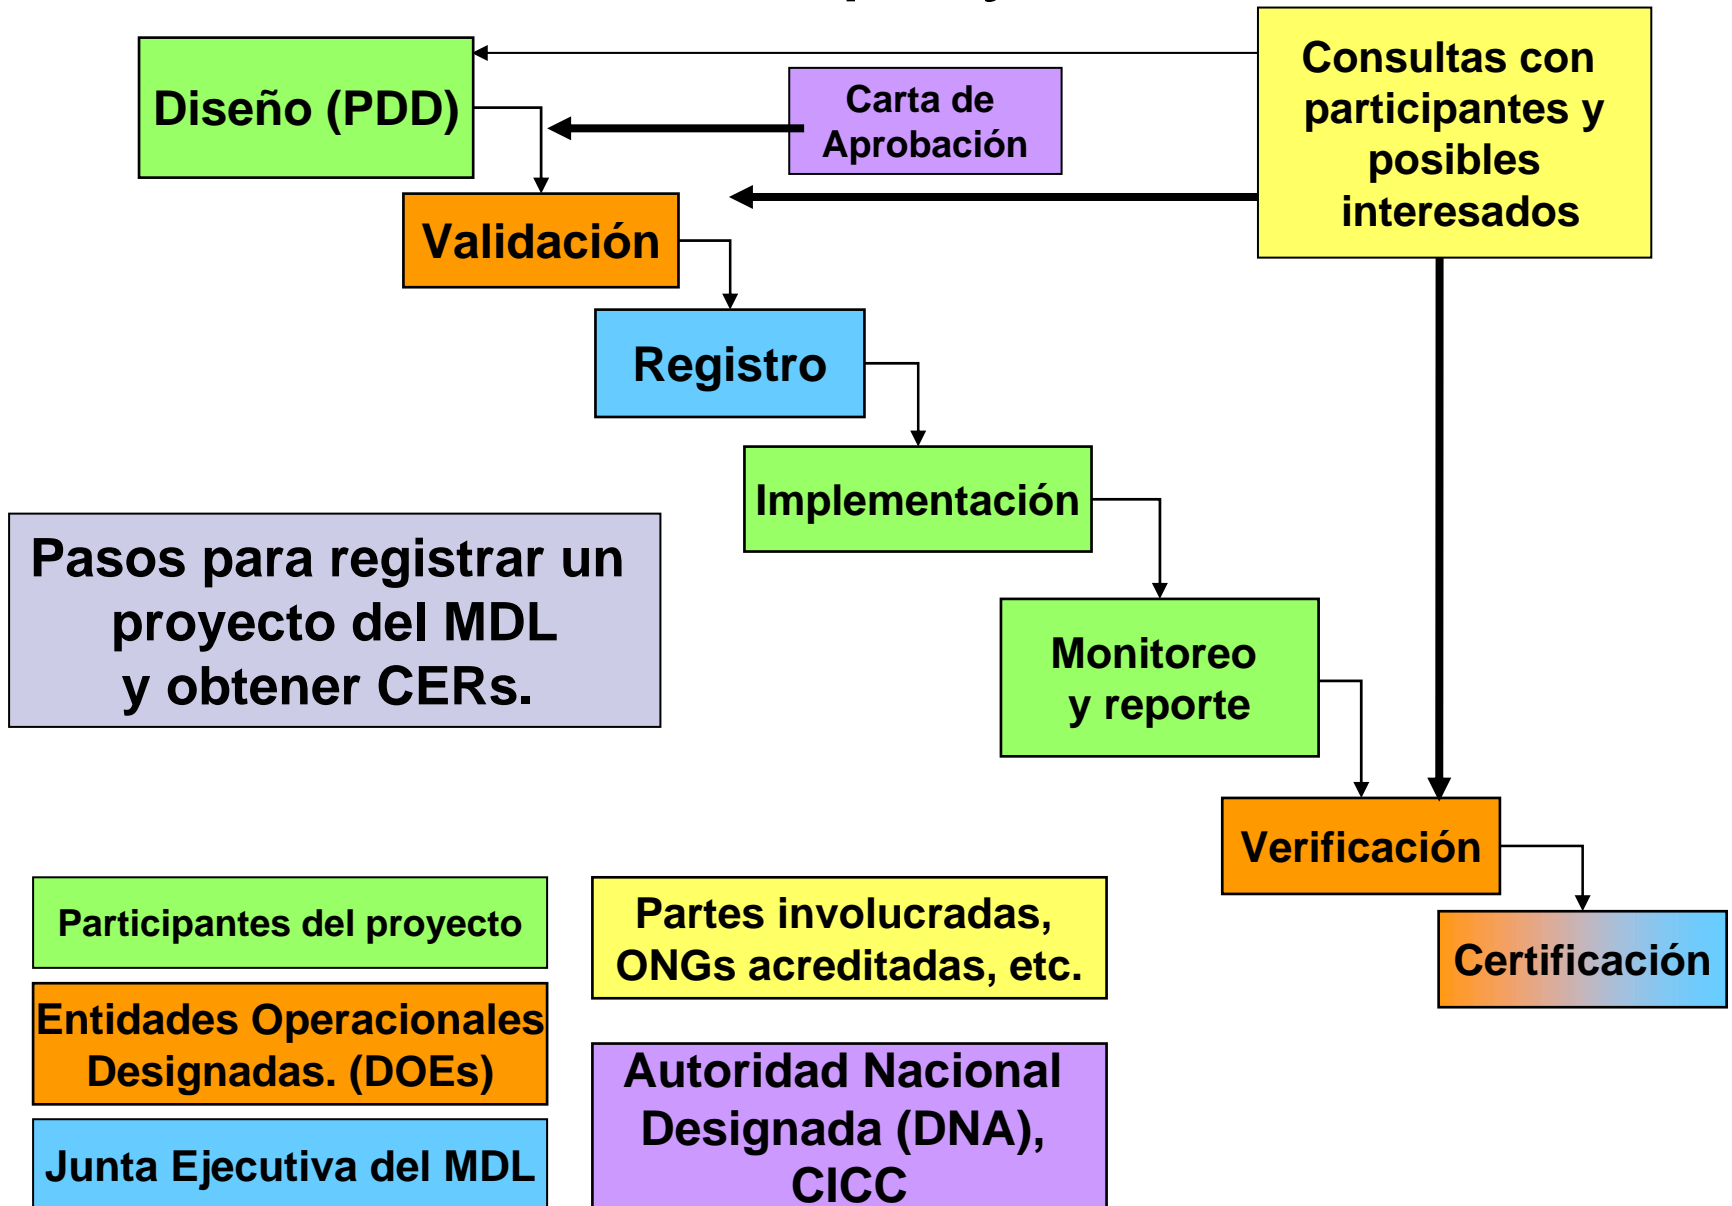 Diseño (PDD)
Carta de
Aprobación
Consultas con
participantes y
posibles
interesados
Validación
Registro
Implementación
Pasos para registrar un
proyecto del MDL
y obtener CERs.
Monitoreo
y reporte
Verificación
Certificación
Participantes del proyecto
Partes involucradas,
ONGs acreditadas, etc.
Entidades Operacionales
Designadas. (DOEs)
Autoridad Nacional
Designada (DNA),
CICC
Junta Ejecutiva del MDL